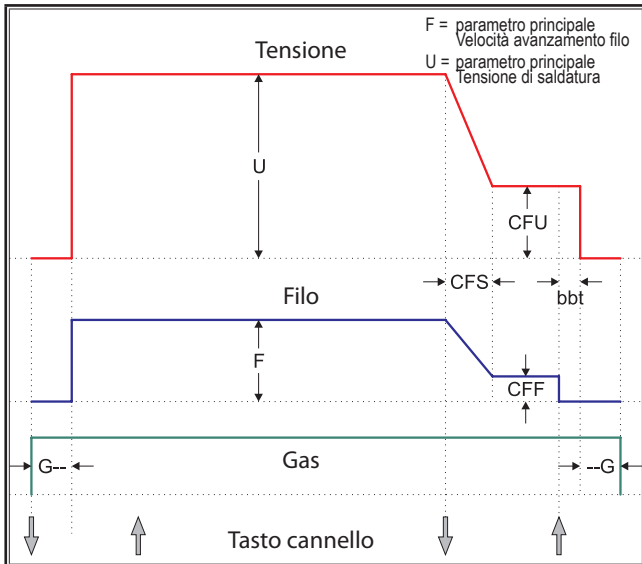 F = parametro principale
Velocità avanzamento filo
U = parametro principale
Tensione di saldatura
Tensione
U
CFU
CFS
bbt
Filo
F
CFF
Gas
G--
--G
Tasto cannello